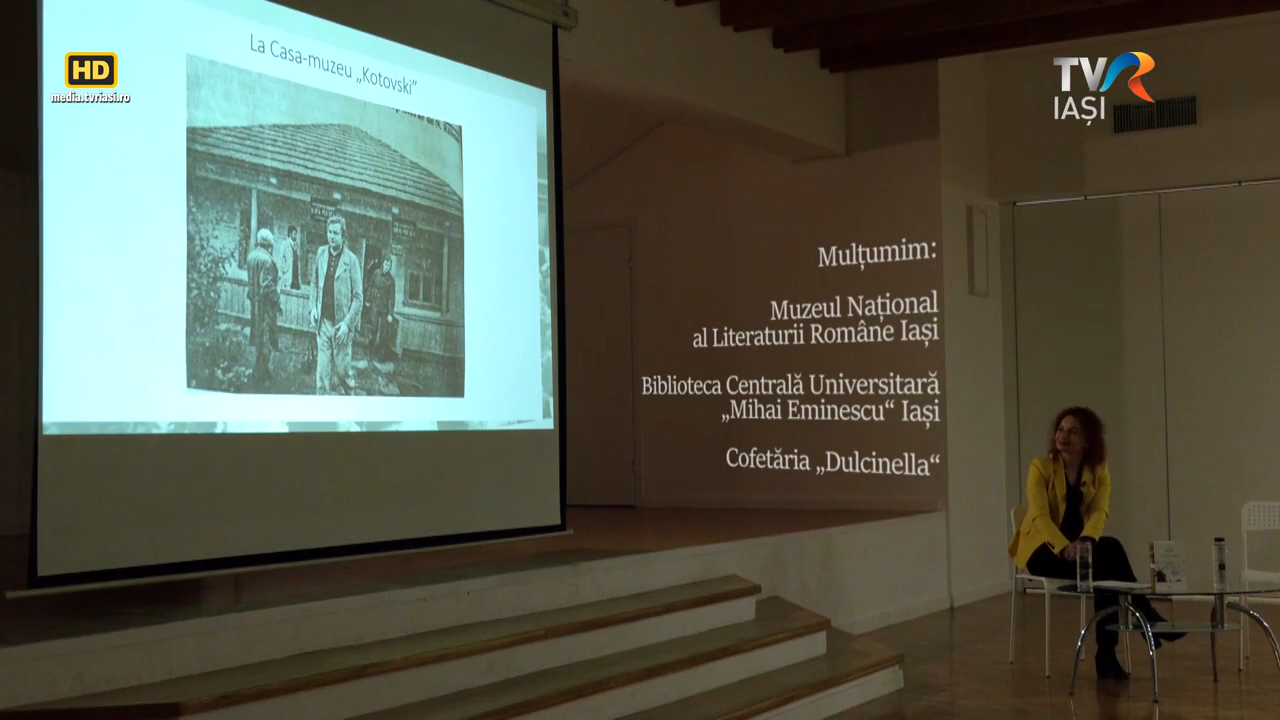 HD
media.tvriasi.ro
TVR
IAȘI
La Casa-muzeu „Kotovski”
Mulțumim:
Muzeul Național
al Literaturii Române Iași
Biblioteca Centrală Universitară
„Mihai Eminescu“ Iași
Cofetăria „Dulcinella“